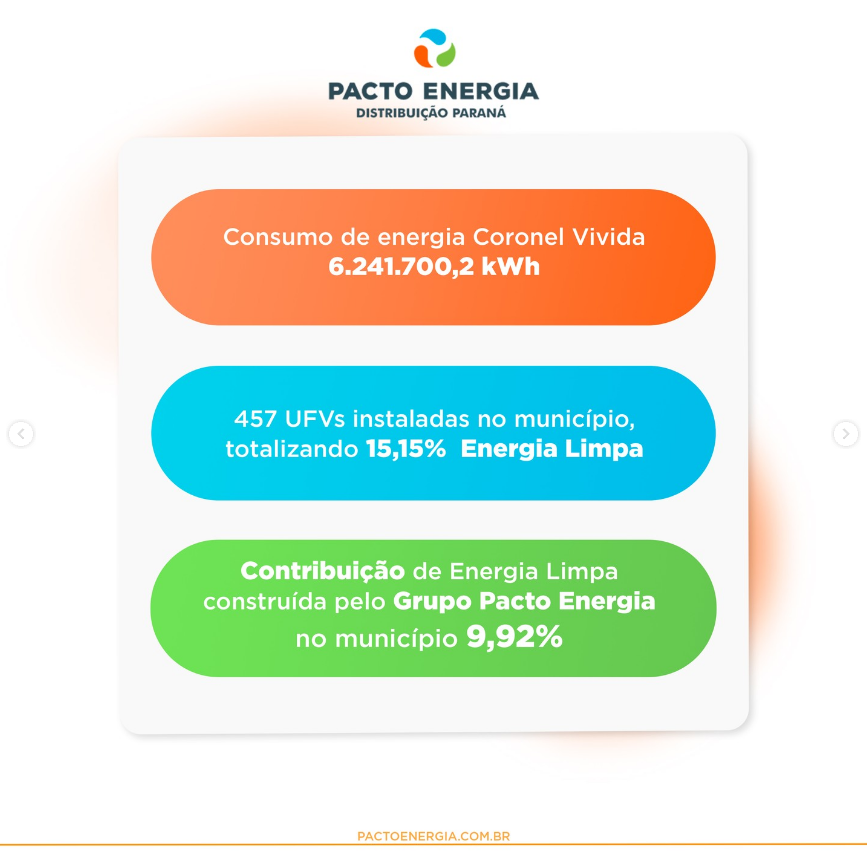 PACTO ENERGIA
DISTRIBUIÇÃO PARANÁ
Consumo de energia Coronel Vivida
6.241.700,2 kWh
457 UFVs instaladas no município,
totalizando 15,15% Energia Limpa
Contribuição de Energia Limpa
construída pelo Grupo Pacto Energia
no município 9,92%
PACTOENERGIA.COM.BR